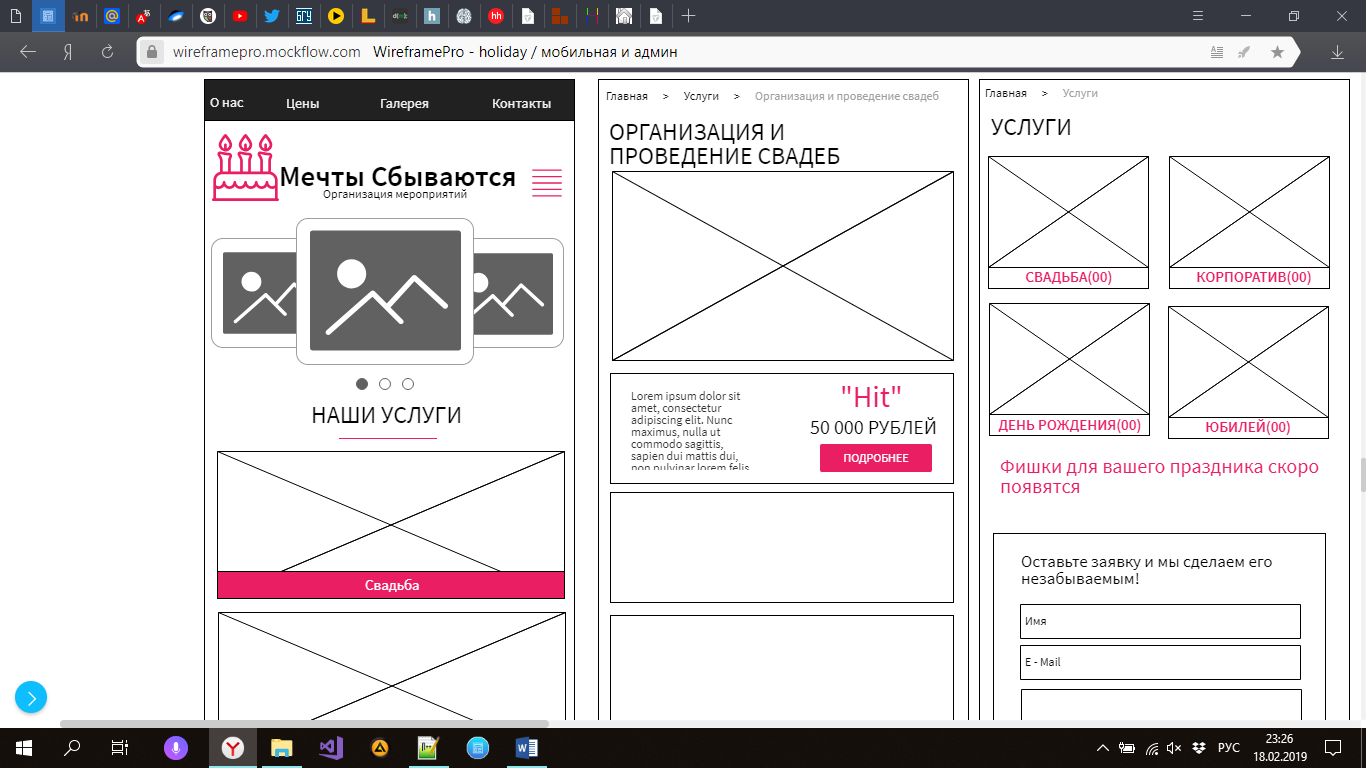 wireframepro.mockflow.com WireframePro - holiday / мобильная и админ
О нас Цены Галерея Контакты
Мечты Сбываются
Организация мероприятий
НАШИ УСЛУГИ
Свадьба
Главная > Услуги > Организация и проведение свадеб
ОРГАНИЗАЦИЯ И
ПРОВЕДЕНИЕ СВАДЕБ
Lorem ipsum dolor sit
amet, consectetur
adipiscing elit. Nunc
maximus, nulla ut
commodo sagittis,
sapien dui mattis dui,
non pulvinar lorem felis
"Hit"
50 000 РУБЛЕЙ
ПОДРОБНЕЕ
Главная > Услуги
УСЛУГИ
СВАДЬБА(00)
КОРПОРАТИВ(00)
ДЕНЬ РОЖДЕНИЯ(00)
ЮБИЛЕЙ(00)
Фишки для вашего праздника скоро
появятся
Оставьте заявку и мы сделаем его
незабываемым!
Имя
E - Mail
РУС
23:26
18.02.2019